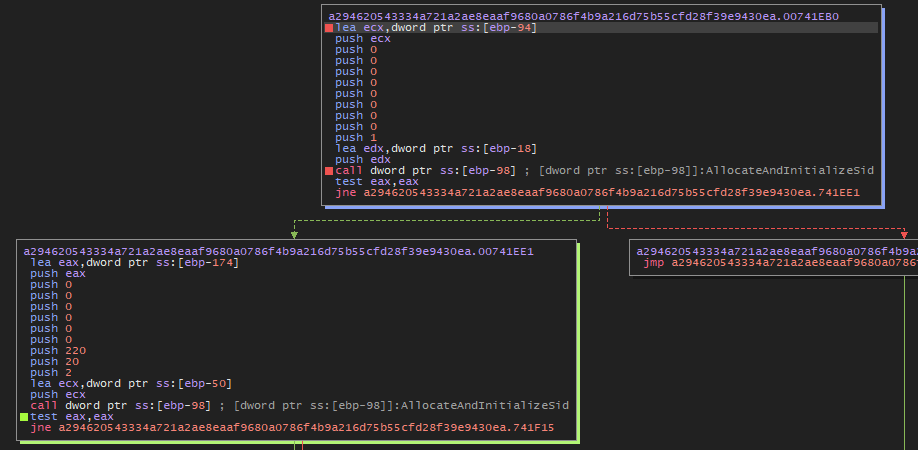 a294620543334a721a2ae8eaaf9680a0786f4b9a216d75b55cfd28f39e9430ea.00741EB0
lea ecx,dword ptr ss:[ebp-94]
push ecx
push 0
push 0
push 0
push 0
push 0
push 0
push 0
push 0
push 1
lea edx,dword ptr ss:[ebp-18]
push edx
call dword ptr ss:[ebp-98] ; [dword ptr ss:[ebp-98]]:AllocateAndInitializeSid
test eax,eax
jne a294620543334a721a2ae8eaaf9680a0786f4b9a216d75b55cfd28f39e9430ea.741EE1
a294620543334a721a2ae8eaaf9680a0786f4b9a216d75b55cfd28f39e9430ea.00741EE1
lea eax,dword ptr ss:[ebp-174]
push eax
push 0
push 0
push 0
push 0
push 0
push 0
push 220
push 20
push 2
lea ecx,dword ptr ss:[ebp-50]
push ecx
call dword ptr ss:[ebp-98] ; [dword ptr ss:[ebp-98]]:AllocateAndInitializeSid
test eax,eax
jne a294620543334a721a2ae8eaaf9680a0786f4b9a216d75b55cfd28f39e9430ea.741F15
a294620543334a721a2ae8eaaf9680a0786f4b9a2
jmp a294620543334a721a2ae8eaaf9680a0786